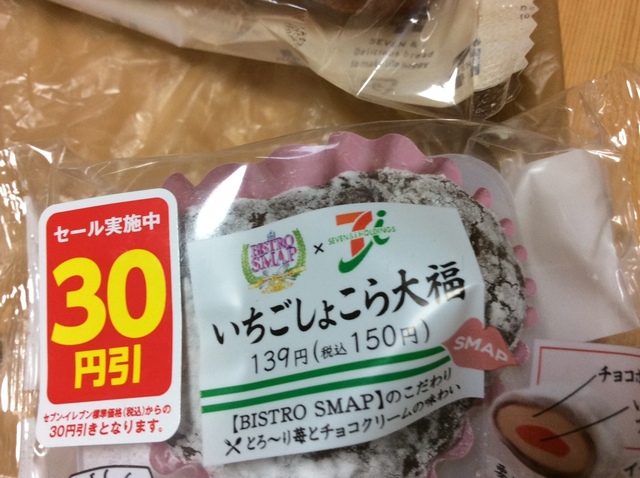 SEVEN &
Delicious bread
セール実施中
30
円引
セブン-イレブン標準価格(税込)からの
30円引きとなります。
BISTRO
SMAP
×
7i
SEVEN & i HOLDINGS
いちごしょこら大福
139円(税込150円)
SMAP
【BISTRO SMAP】のこだわり
とろ〜り苺とチョコクリームの味わい
チョコ